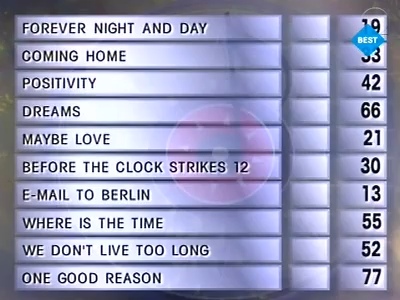 FOREVER NIGHT AND DAY 19
BEST
COMING HOME 33
POSITIVITY 42
DREAMS 66
MAYBE LOVE 21
BEFORE THE CLOCK STRIKES 12 30
E-MAIL TO BERLIN 13
WHERE IS THE TIME 55
WE DON'T LIVE TOO LONG 52
ONE GOOD REASON 77